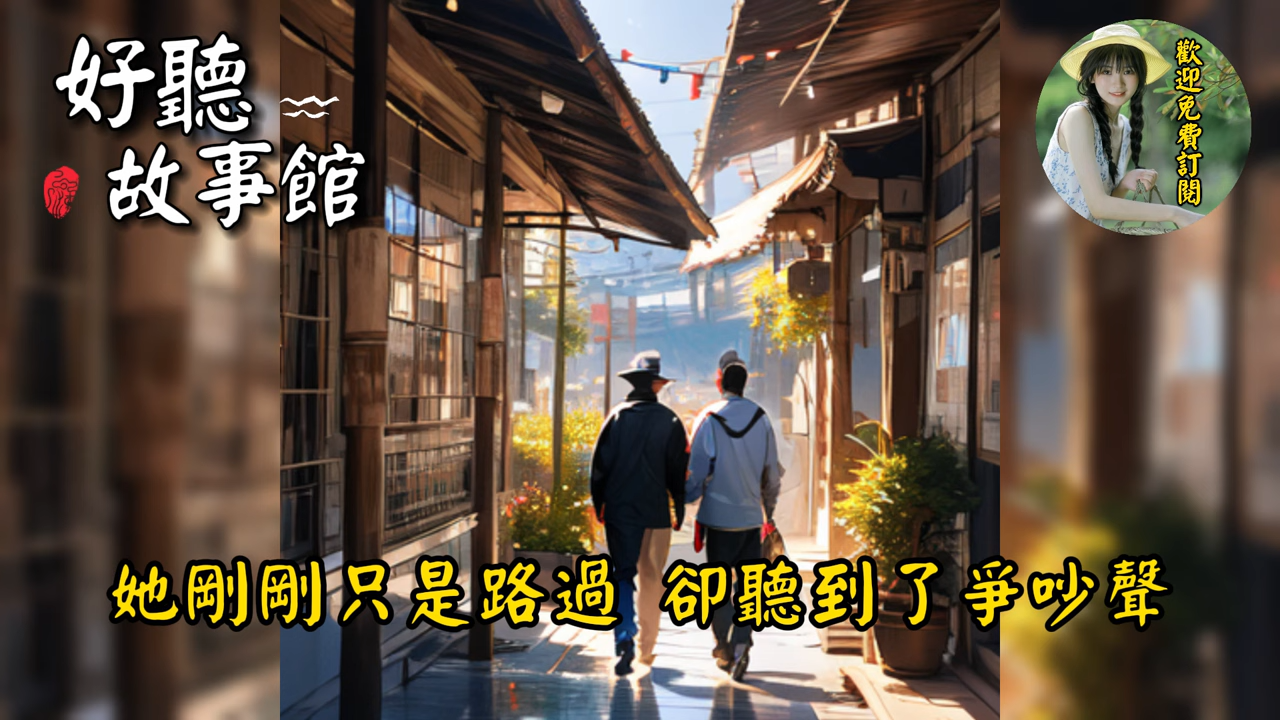 好聽
故事館
歡迎免費訂閱
她剛剛只是路過 卻聽到了爭吵聲